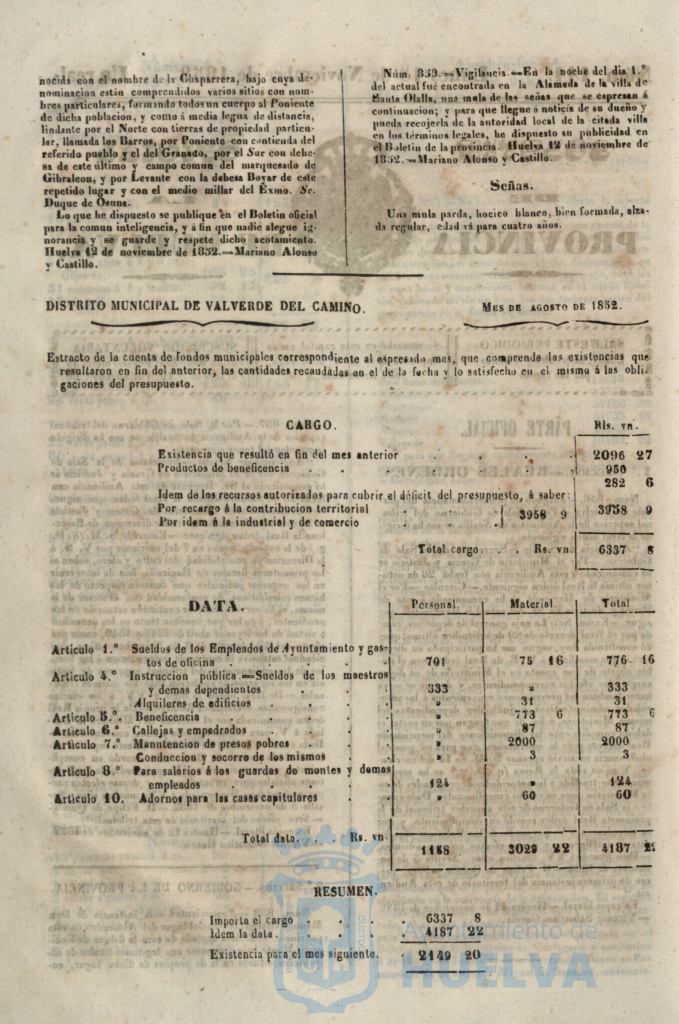 nocida con el nombre de la Chaparrera, bajo cuya de-
nominacion están comprendidos varios sitios con nom-
bres particulares, formando todos un cuerpo al Poniente
de dicha poblacion, y como á media legua de distancia,
lindante por el Norte con tierras de propiedad particu-
lar, llamada los Barros, por Poniente con contienda del
referido pueblo y el del Granado, por el Sur con dehe-
sa de este último y campo comun del marquesado de
Gibraleon, y por Levante con la dehesa Boyar de este
repetido lugar y con el medio millar del Exmo. Sr.
Duque de Osuna.
Lo que he dispuesto se publique en el Boletin oficial
para la comun inteligencia, y á fin que nadie alegue ig-
norancia y se guarde y respete dicho acotamiento.
Huelva 12 de noviembre de 1852.—Mariano Alonso
y Castillo.
Núm. 859.—Vigilancia.—En la noche del dia 1.º
del actual fué encontrada en la Alameda de la villa de
Santa Olalla, una mula de las señas que se espresan á
continuacion; y para que llegue á noticia de su dueño y
pueda recojerla de la autoridad local de la citada villa
en los términos legales, he dispuesto su publicidad en
el Boletin de la provincia. Huelva 12 de noviembre de
1852.—Mariano Alonso y Castillo.
Señas.
Una mula parda, hocico blanco, bien formada, alza-
da regular, edad vá para cuatro años.
DISTRITO MUNICIPAL DE VALVERDE DEL CAMINO. MES DE AGOSTO DE 1852.
Estracto de la cuenta de fondos municipales correspondiente al espresado mes, que comprende las existencias que
resultaron en fin del anterior, las cantidades recaudadas en el de la fecha y lo satisfecho en el mismo á las obli-
gaciones del presupuesto.
CARGO. Rls. vn.
Existencia que resultó en fin del mes anterior . . . 2096 27
Productos de beneficencia . . . . . 950
282 6
Idem de los recursos autorizados para cubrir el déficit del presupuesto, á saber:
Por recargo á la contribucion territorial . . 3958 9 3958 9
Por idem á la industrial y de comercio . .
Total cargo. . . Rs. vn. 6337 8
DATA. Personal. Material. Total
Artículo 1.º Sueldos de los Empleados de Ayuntamiento y gas-
tos de oficina . . . . 701 75 16 776 16
Artículo 4.º Instruccion pública.—Sueldos de los maestros
y demas dependientes . . 333 » 333
Alquileres de edificios . . . » 31 31
Artículo 5.º. Beneficencia . . . . » 773 6 773 6
Artículo 6.º Callejas y empedrados . . . » 87 87
Artículo 7.º Manutencion de presos pobres . . » 2000 2000
Conduccion y socorro de los mismos . » 3 3
Artículo 8.º Para salarios á los guardas de montes y demas
empleados . . . . 124 » 124
Artículo 10. Adornos para las casas capitulares . . » 60 60
Total data. . . Rs. vn. 1158 3029 22 4187 22
RESUMEN.
Importa el cargo . . . . 6337 8
Idem la data . . . . 4187 22
Existencia para el mes siguiente. . 2149 20
Ayuntamiento de
HUELVA